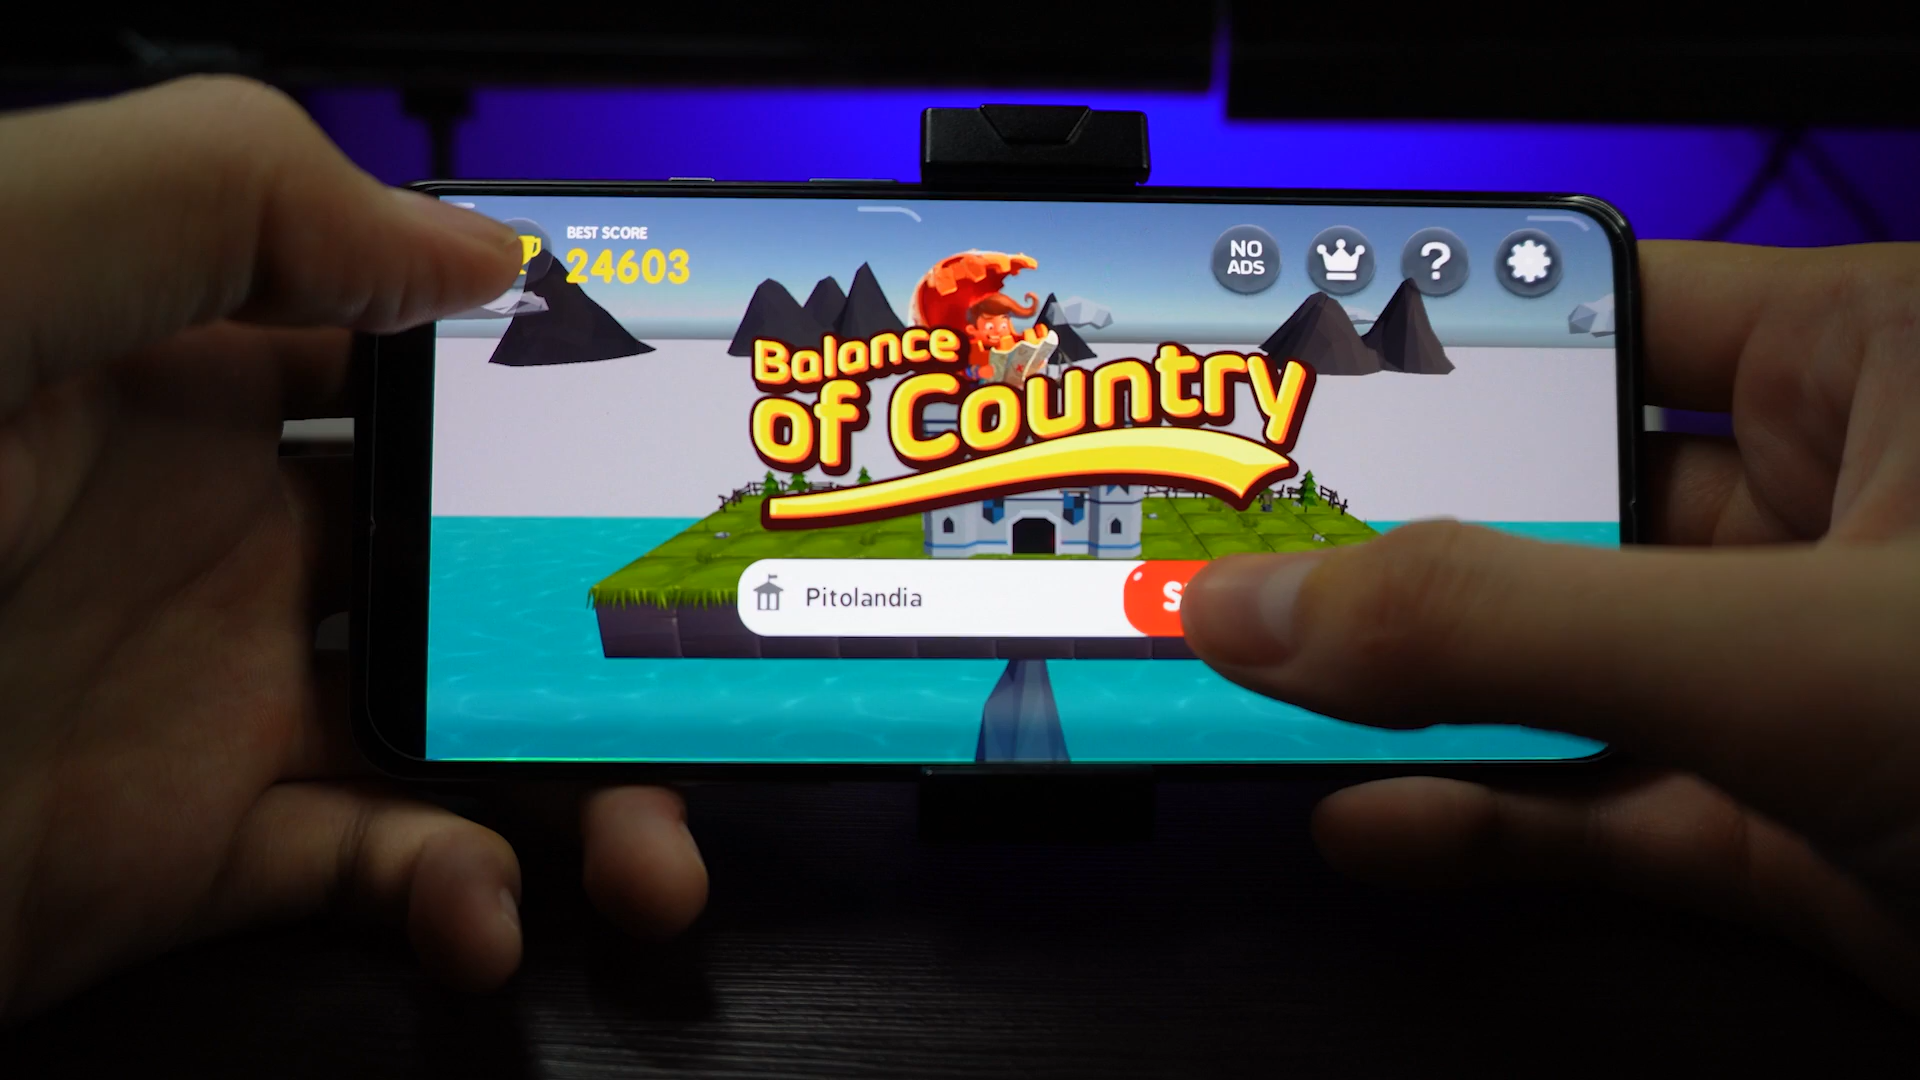 BEST SCORE
24603
NO
ADS
?
Balance
of Country
Pitolandia